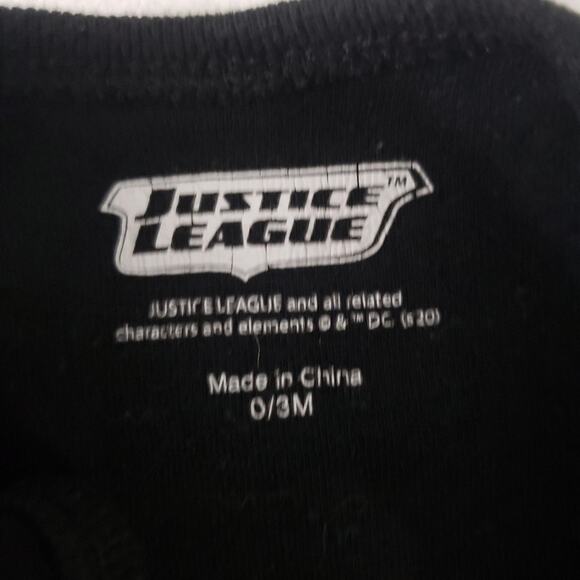 JUSTICE™
LEAGUE
JUSTICE LEAGUE and all related
characters and elements © & ™ DC. (s20)
Made in China
0/3M